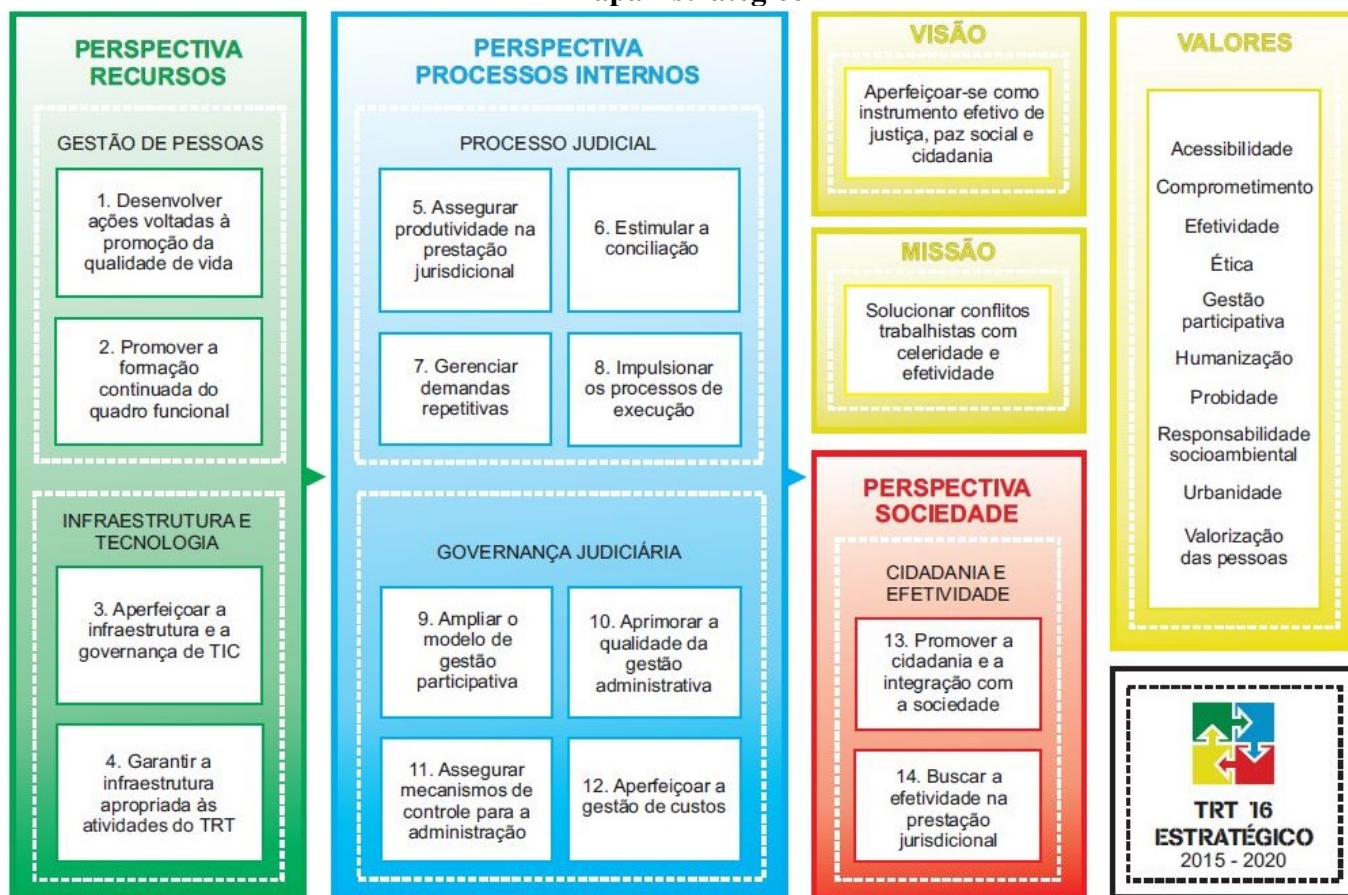 PERSPECTIVA
RECURSOS
GESTÃO DE PESSOAS
1. Desenvolver
ações voltadas à
promoção da
qualidade de vida
2. Promover a
formação
continuada do
quadro funcional
INFRAESTRUTURA E
TECNOLOGIA
3. Aperfeiçoar a
infraestrutura e a
governança de TIC
4. Garantir a
infraestrutura
apropriada às
atividades do TRT
PERSPECTIVA
PROCESSOS INTERNOS
PROCESSO JUDICIAL
5. Assegurar
produtividade na
prestação
jurisdicional
6. Estimular a
conciliação
7. Gerenciar
demandas
repetitivas
8. Impulsionar
os processos de
execução
GOVERNANÇA JUDICIÁRIA
9. Ampliar o
modelo de
gestão
participativa
10. Aprimorar a
qualidade da
gestão
administrativa
11. Assegurar
mecanismos de
controle para a
administração
12. Aperfeiçoar a
gestão de custos
VISÃO
Aperfeiçoar-se como
instrumento efetivo de
justiça, paz social e
cidadania
MISSÃO
Solucionar conflitos
trabalhistas com
celeridade e
efetividade
PERSPECTIVA
SOCIEDADE
CIDADANIA E
EFETIVIDADE
13. Promover a
cidadania e a
integração com
a sociedade
14. Buscar a
efetividade na
prestação
jurisdicional
VALORES
Acessibilidade
Comprometimento
Efetividade
Ética
Gestão
participativa
Humanização
Probidade
Responsabilidade
socioambiental
Urbanidade
Valorização
das pessoas
TRT 16
ESTRATÉGICO
2015 - 2020